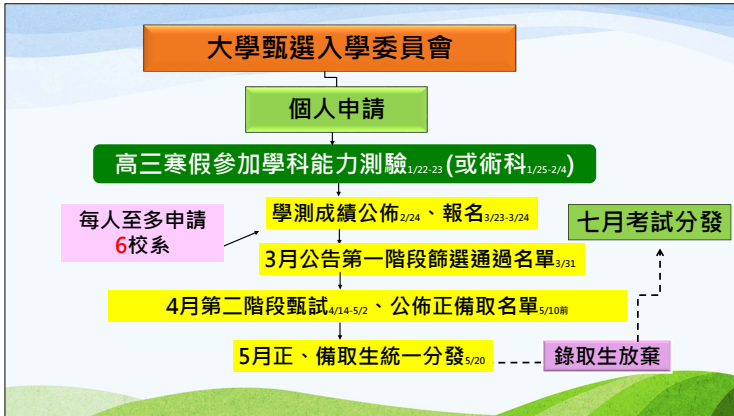 大學甄選入學委員會
個人申請
高三寒假參加學科能力測驗1/22-23(或術科1/25-2/4)
每人至多申請
6校系
學測成績公佈2/24、報名3/23-3/24
七月考試分發
3月公告第一階段篩選通過名單3/31
4月第二階段甄試4/14-5/2、公佈正備取名單5/10前
5月正、備取生統一分發5/20
錄取生放棄